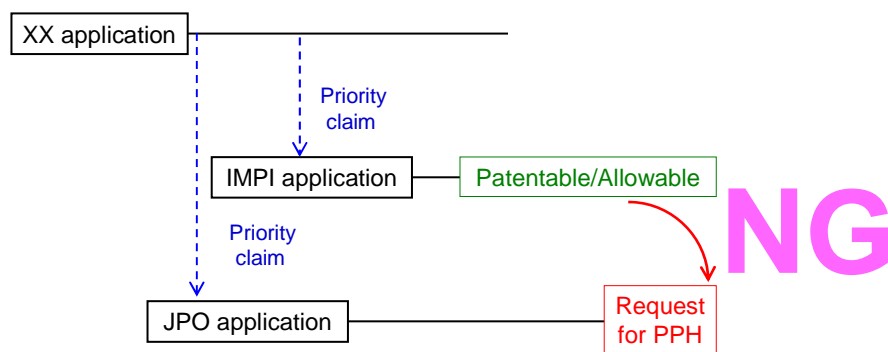 XX application
Priority
claim
IMPI application
Patentable/Allowable
NG
Priority
claim
JPO application
Request
for PPH